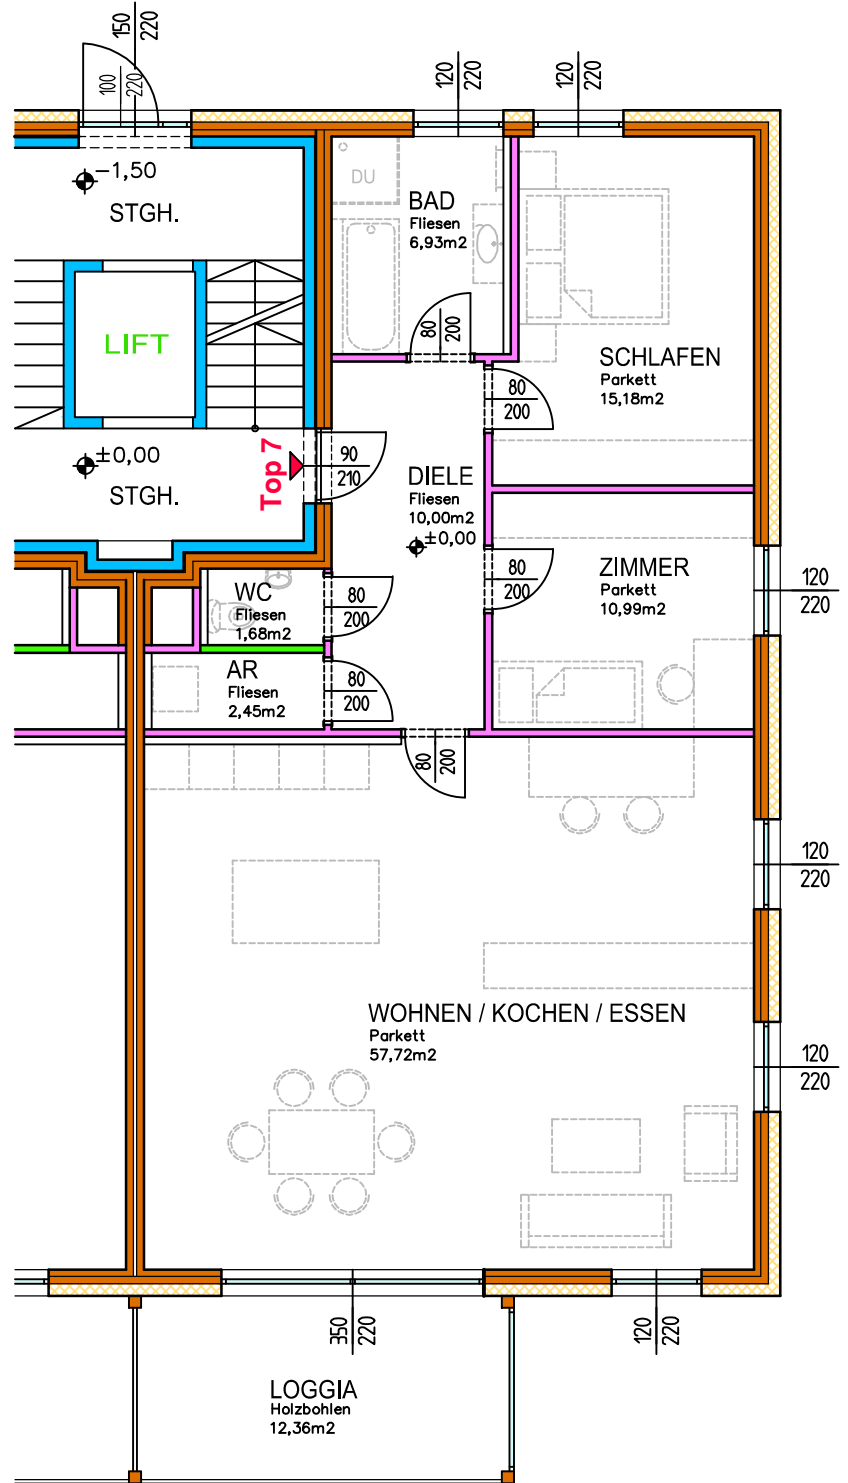 150
220
100
220
120
220
120
220
-1,50
STGH.
DU
BAD
Fliesen
6,93m2
LIFT
80
200
SCHLAFEN
Parkett
15,18m2
80
200
±0,00
STGH.
Top 7
90
210
DIELE
Fliesen
10,00m2
±0,00
ZIMMER
Parkett
10,99m2
80
200
120
220
WC
Fliesen
1,68m2
80
200
AR
Fliesen
2,45m2
80
200
80
200
120
220
WOHNEN / KOCHEN / ESSEN
Parkett
57,72m2
120
220
350
220
120
220
LOGGIA
Holzbohlen
12,36m2